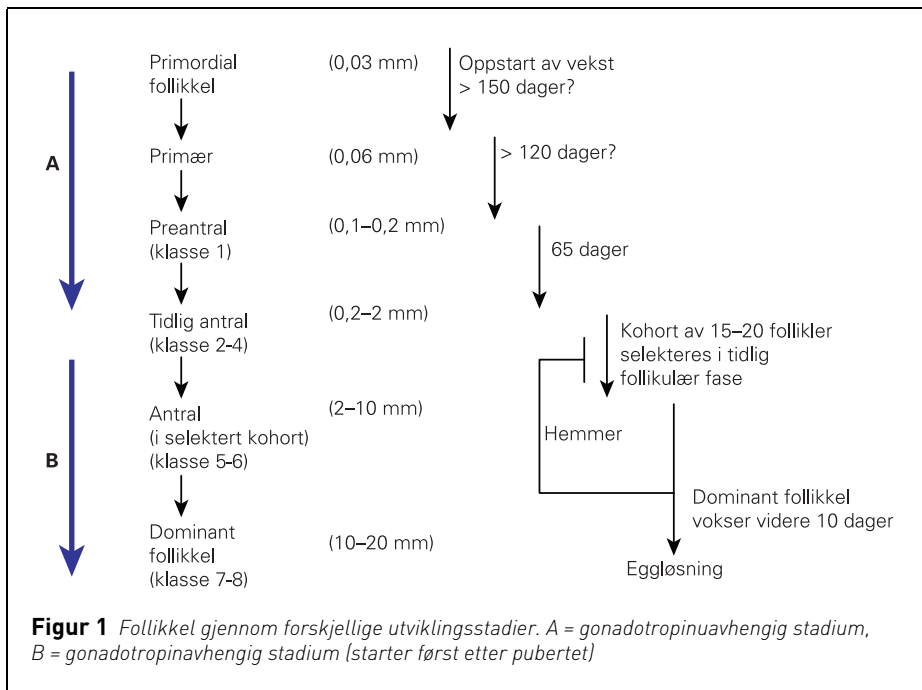 Primordial
follikkel
(0,03 mm)
Oppstart av vekst
> 150 dager?
A
Primær
(0,06 mm)
> 120 dager?
Preantral
(klasse 1)
(0,1–0,2 mm)
65 dager
Tidlig antral
(klasse 2-4)
(0,2–2 mm)
Kohort av 15–20 follikler
selekteres i tidlig
follikulær fase
B
Antral
(i selektert kohort)
(klasse 5-6)
(2–10 mm)
Hemmer
Dominant
follikkel
(klasse 7-8)
(10–20 mm)
Dominant follikkel
vokser videre 10 dager
Eggløsning
Figur 1 Follikkel gjennom forskjellige utviklingsstadier. A = gonadotropinuavhengig stadium,
B = gonadotropinavhengig stadium (starter først etter pubertet)